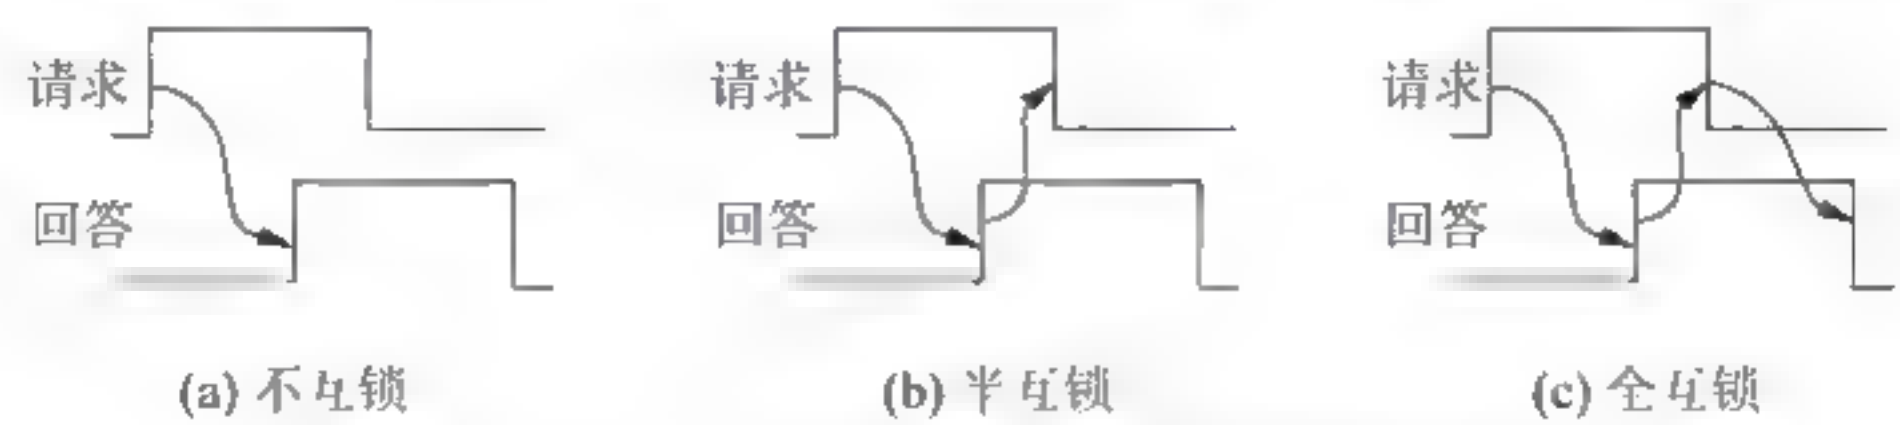 请求 请求 请求
回答 回答 回答
(a) 不互锁 (b) 半互锁 (c) 全互锁